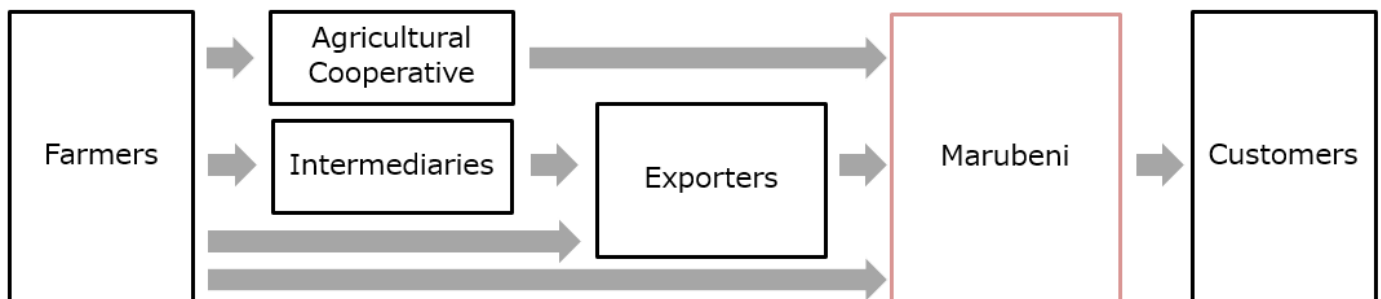 Farmers
Agricultural
Cooperative
Intermediaries
Exporters
Marubeni
Customers